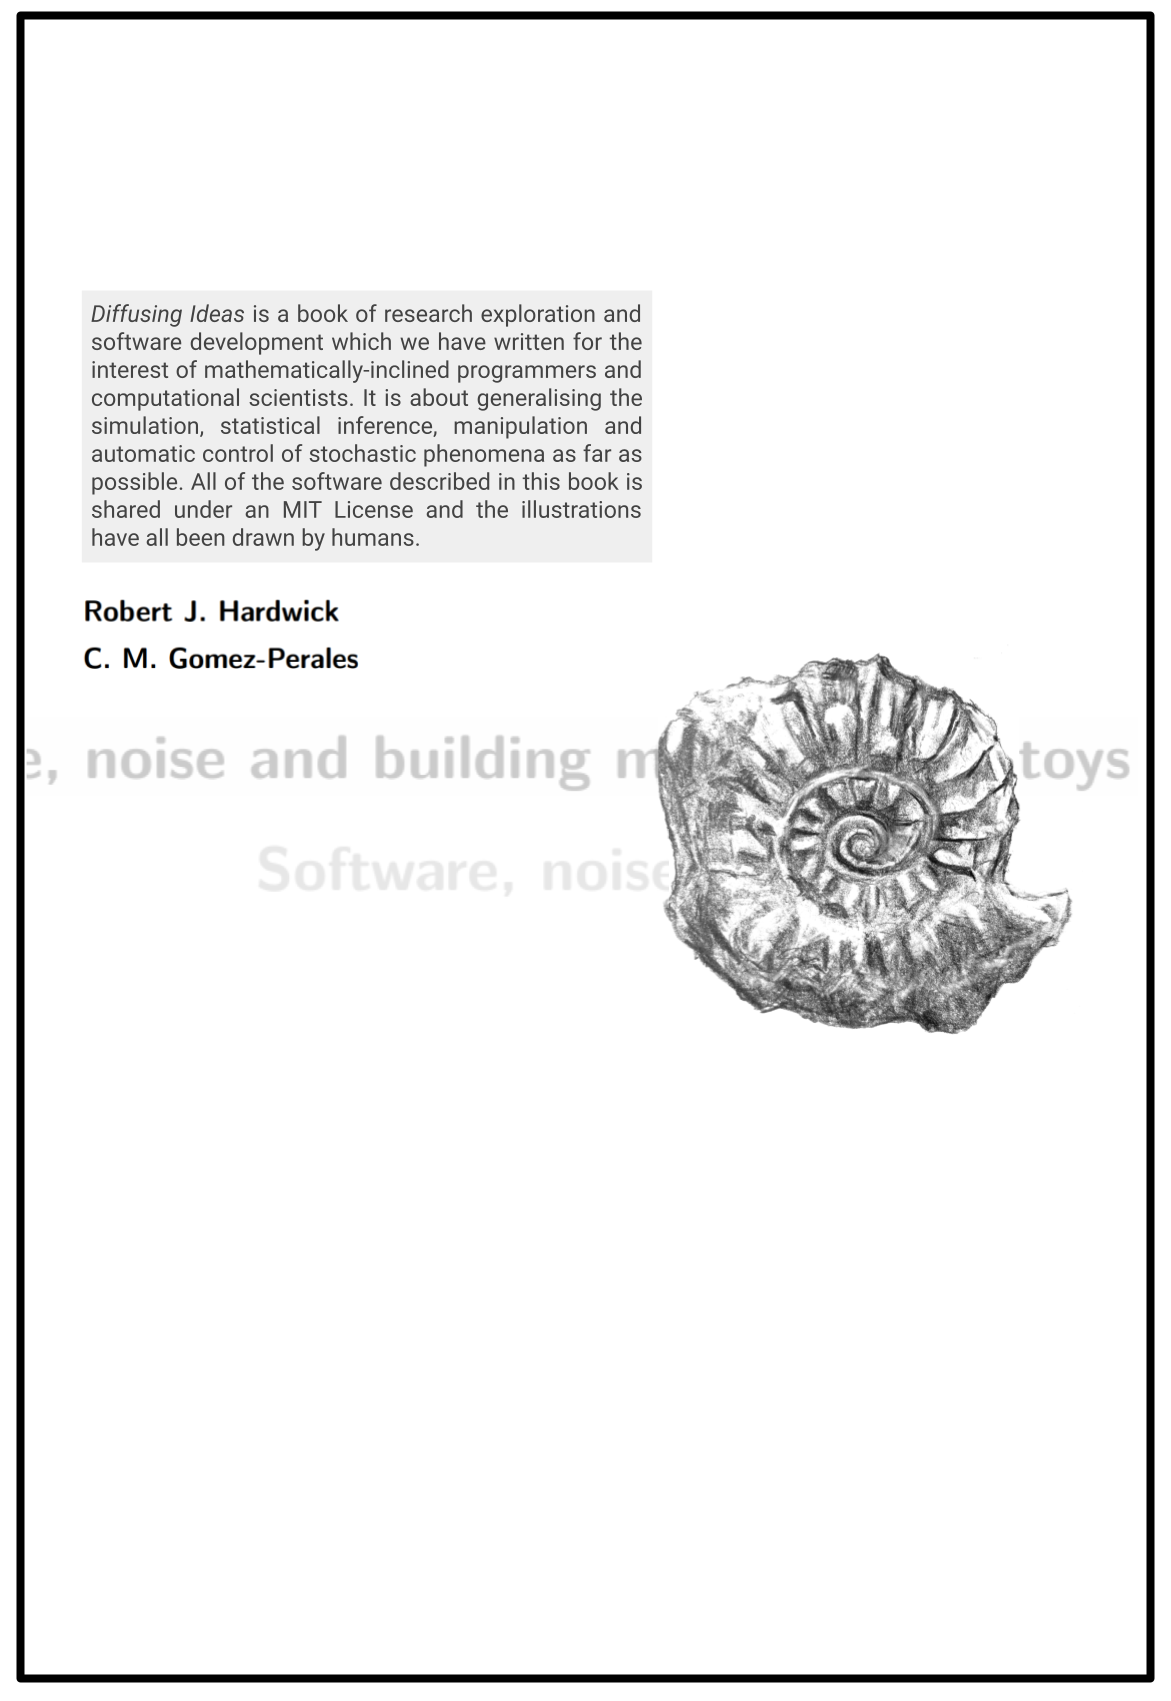 Diffusing Ideas is a book of research exploration and
software development which we have written for the
interest of mathematically-inclined programmers and
computational scientists. It is about generalising the
simulation, statistical inference, manipulation and
automatic control of stochastic phenomena as far as
possible. All of the software described in this book is
shared under an MIT License and the illustrations
have all been drawn by humans.
Robert J. Hardwick
C. M. Gomez-Perales
e, noise and building m toys
Software, noise